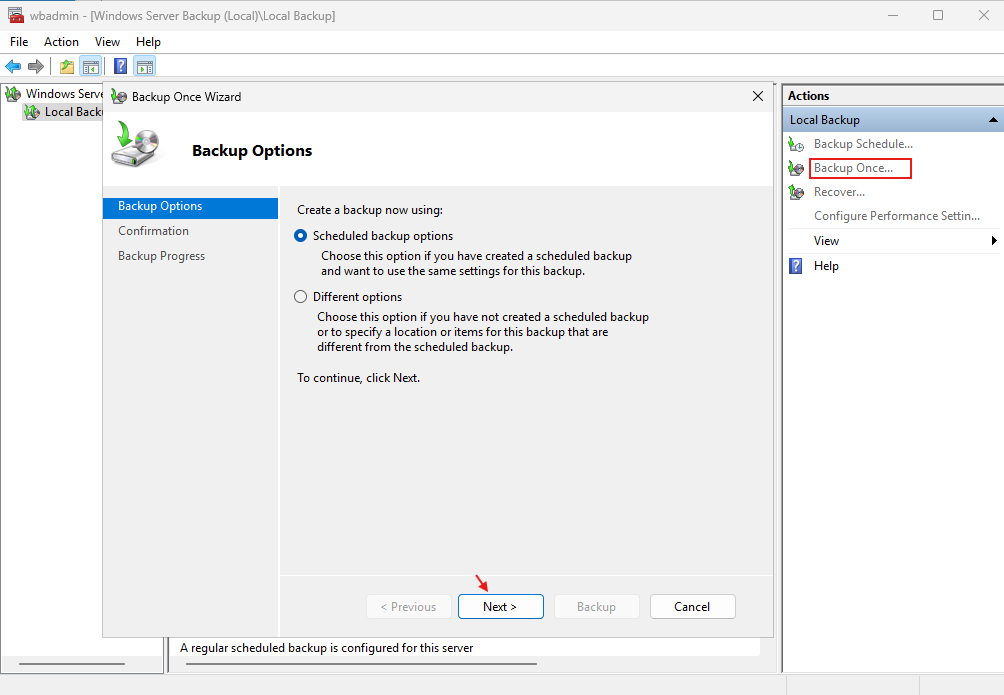 wbadmin - [Windows Server Backup (Local)\Local Backup]
File Action View Help
Windows Serve
Local Backu
Backup Once Wizard
Backup Options
Backup Options
Confirmation
Backup Progress
Create a backup now using:
Scheduled backup options
Choose this option if you have created a scheduled backup
and want to use the same settings for this backup.
Different options
Choose this option if you have not created a scheduled backup
or to specify a location or items for this backup that are
different from the scheduled backup.
To continue, click Next.
< Previous
Next >
Backup
Cancel
A regular scheduled backup is configured for this server
Actions
Local Backup
Backup Schedule...
Backup Once...
Recover...
Configure Performance Settin...
View
Help